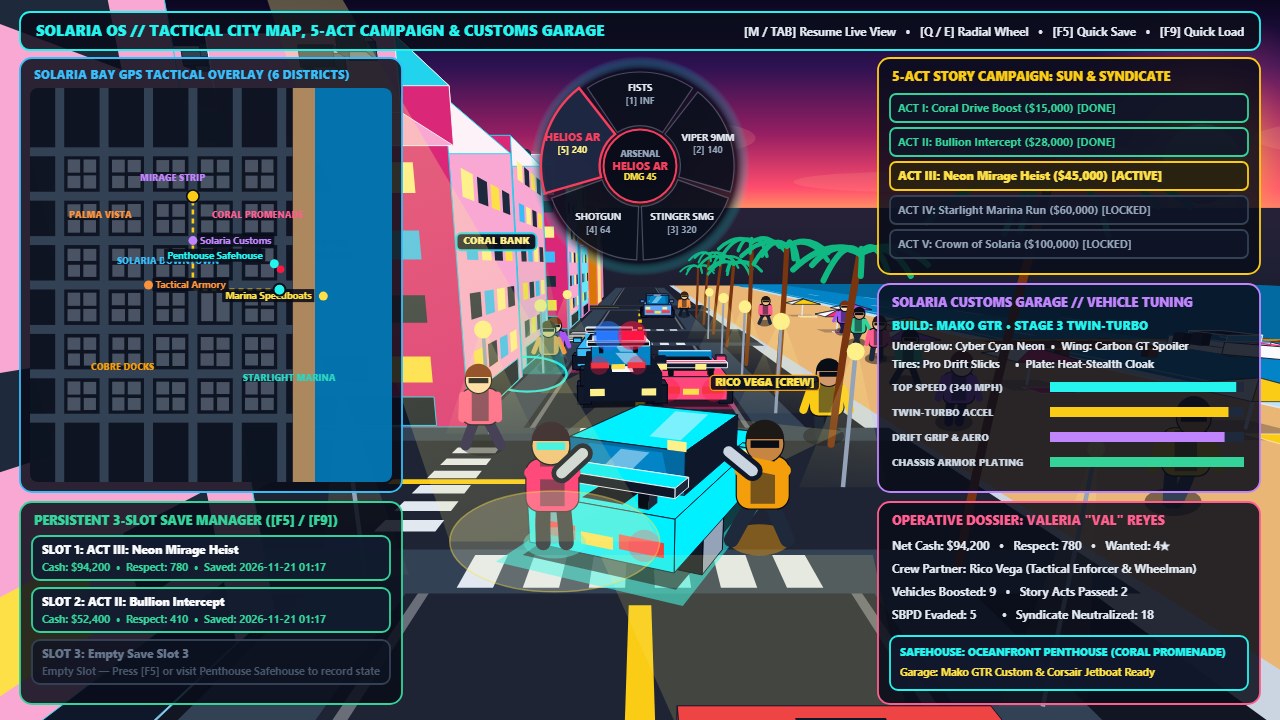 SOLARIA OS // TACTICAL CITY MAP, 5-ACT CAMPAIGN & CUSTOMS GARAGE
[M / TAB] Resume Live View • [Q / E] Radial Wheel • [F5] Quick Save • [F9] Quick Load
SOLARIA BAY GPS TACTICAL OVERLAY (6 DISTRICTS)
MIRAGE STRIP
PALMA VISTA
CORAL PROMENADE
Solaria Customs
SOLARIA DOWNTOWN
Penthouse Safehouse
Tactical Armory
Marina Speedboats
COBRE DOCKS
STARLIGHT MARINA
PERSISTENT 3-SLOT SAVE MANAGER ([F5] / [F9])
SLOT 1: ACT III: Neon Mirage Heist
Cash: $94,200 • Respect: 780 • Saved: 2026-11-21 01:17
SLOT 2: ACT II: Bullion Intercept
Cash: $52,400 • Respect: 410 • Saved: 2026-11-21 01:17
SLOT 3: Empty Save Slot 3
Empty Slot — Press [F5] or visit Penthouse Safehouse to record state
FISTS
[1] INF
HELIOS AR
[5] 240
VIPER 9MM
[2] 140
ARSENAL
HELIOS AR
DMG 45
SHOTGUN
[4] 64
STINGER SMG
[3] 320
CORAL BANK
RICO VEGA [CREW]
5-ACT STORY CAMPAIGN: SUN & SYNDICATE
ACT I: Coral Drive Boost ($15,000) [DONE]
ACT II: Bullion Intercept ($28,000) [DONE]
ACT III: Neon Mirage Heist ($45,000) [ACTIVE]
ACT IV: Starlight Marina Run ($60,000) [LOCKED]
ACT V: Crown of Solaria ($100,000) [LOCKED]
SOLARIA CUSTOMS GARAGE // VEHICLE TUNING
BUILD: MAKO GTR • STAGE 3 TWIN-TURBO
Underglow: Cyber Cyan Neon • Wing: Carbon GT Spoiler
Tires: Pro Drift Slicks • Plate: Heat-Stealth Cloak
TOP SPEED (340 MPH)
TWIN-TURBO ACCEL
DRIFT GRIP & AERO
CHASSIS ARMOR PLATING
OPERATIVE DOSSIER: VALERIA "VAL" REYES
Net Cash: $94,200 • Respect: 780 • Wanted: 4★
Crew Partner: Rico Vega (Tactical Enforcer & Wheelman)
Vehicles Boosted: 9 • Story Acts Passed: 2
SBPD Evaded: 5 • Syndicate Neutralized: 18
SAFEHOUSE: OCEANFRONT PENTHOUSE (CORAL PROMENADE)
Garage: Mako GTR Custom & Corsair Jetboat Ready